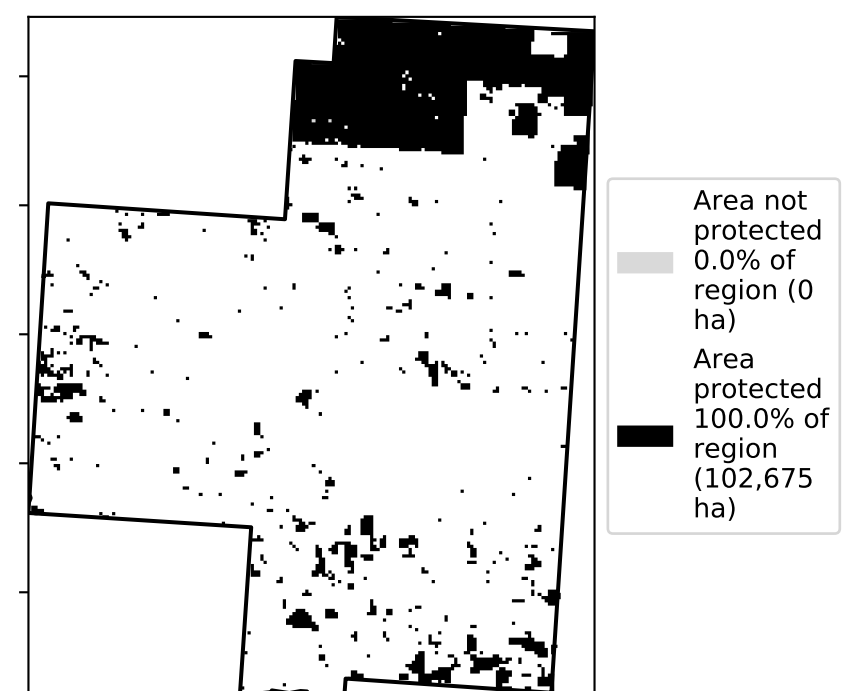 Area not
protected
0.0% of
region (0
ha)
Area
protected
100.0% of
region
(102,675
ha)